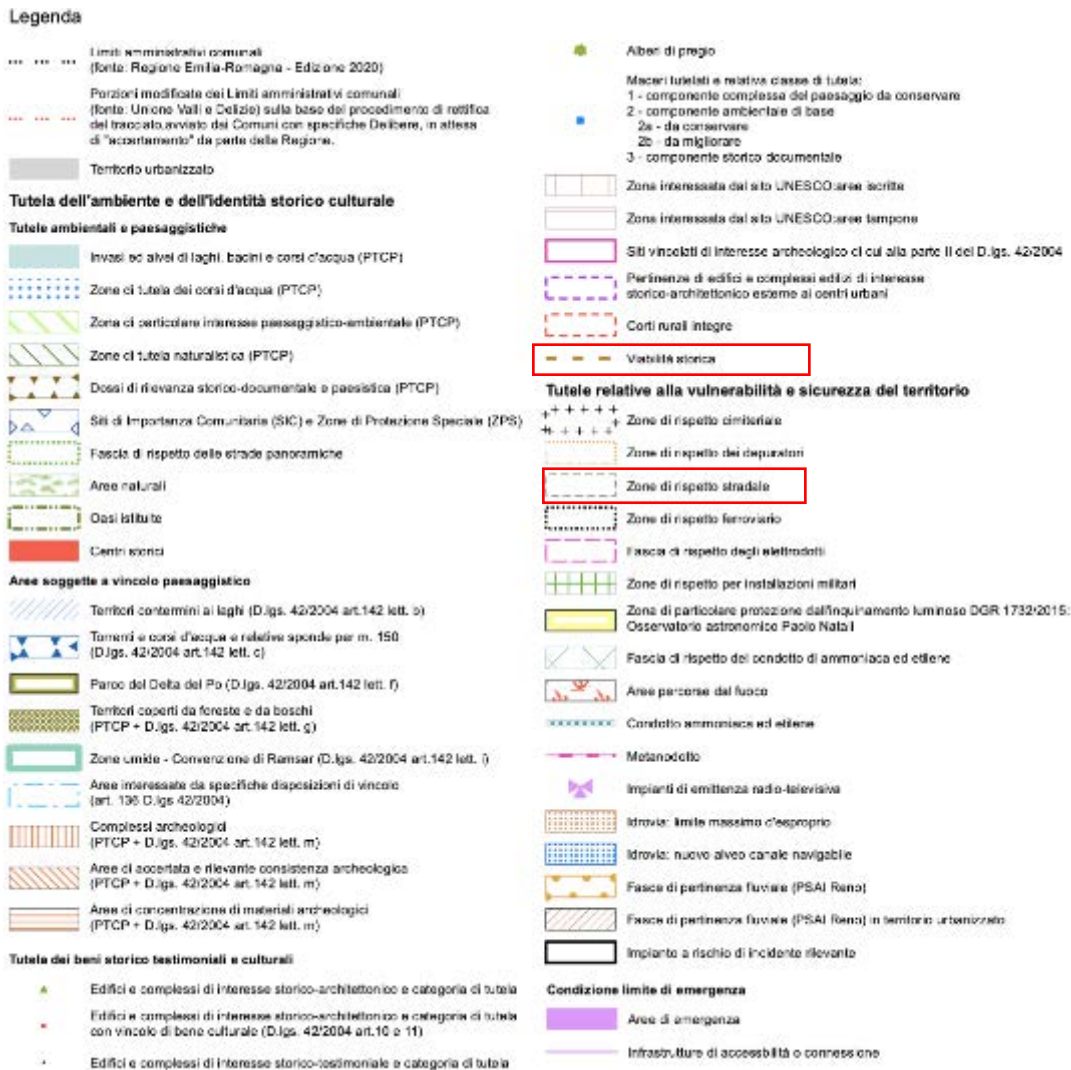 Legenda
Limiti amministrativi comunali
(fonte: Regione Emilia-Romagna - Edizione 2020)
Porzioni modificate dei Limiti amministrativi comunali
(fonte: Unione Valli e Delizie) sulla base del procedimento di rettifica
del tracciato,avviato dai Comuni con specifiche Delibere, in attesa
di "accertamento" da parte della Regione.
Territorio urbanizzato
Tutela dell'ambiente e dell'identità storico culturale
Tutele ambientali e paesaggistiche
Invasi ed alvei di laghi, bacini e corsi d'acqua (PTCP)
Zone di tutela dei corsi d'acqua (PTCP)
Zona di particolare interesse paesaggistico-ambientale (PTCP)
Zone di tutela naturalistica (PTCP)
Dossi di rilevanza storico-documentale e paesistica (PTCP)
Siti di Importanza Comunitaria (SIC) e Zone di Protezione Speciale (ZPS)
Fascia di rispetto delle strade panoramiche
Aree naturali
Oasi istituite
Centri storici
Aree soggette a vincolo paesaggistico
Territori contermini ai laghi (D.lgs. 42/2004 art.142 lett. b)
Torrenti e corsi d'acqua e relative sponde per m. 150
(D.lgs. 42/2004 art.142 lett. c)
Parco del Delta del Po (D.lgs. 42/2004 art.142 lett. f)
Territori coperti da foreste e da boschi
(PTCP + D.lgs. 42/2004 art.142 lett. g)
Zone umide - Convenzione di Ramsar (D.lgs. 42/2004 art.142 lett. i)
Aree interessate da specifiche disposizioni di vincolo
(art. 136 D.lgs 42/2004)
Complessi archeologici
(PTCP + D.lgs. 42/2004 art.142 lett. m)
Aree di accertata e rilevante consistenza archeologica
(PTCP + D.lgs. 42/2004 art.142 lett. m)
Aree di concentrazione di materiali archeologici
(PTCP + D.lgs. 42/2004 art.142 lett. m)
Tutela dei beni storico testimoniali e culturali
Edifici e complessi di interesse storico-architettonico e categoria di tutela
Edifici e complessi di interesse storico-architettonico e categoria di tutela
con vincolo di bene culturale (D.lgs. 42/2004 art.10 e 11)
Edifici e complessi di interesse storico-testimoniale e categoria di tutela
Alberi di pregio
Maceri tutelati e relativa classe di tutela:
1 - componente complessa del paesaggio da conservare
2 - componente ambientale di base
2a - da conservare
2b - da migliorare
3 - componente storico documentale
Zona interessata dal sito UNESCO:aree iscritte
Zona interessata dal sito UNESCO:aree tampone
Siti vincolati di interesse archeologico di cui alla parte II del D.lgs. 42/2004
Pertinenze di edifici e complessi edilizi di interesse
storico-architettonico esterne ai centri urbani
Corti rurali integre
Viabilità storica
Tutele relative alla vulnerabilità e sicurezza del territorio
Zone di rispetto cimiteriale
Zone di rispetto dei depuratori
Zone di rispetto stradale
Zone di rispetto ferroviario
Fascia di rispetto degli elettrodotti
Zone di rispetto per installazioni militari
Zona di particolare protezione dall'inquinamento luminoso DGR 1732/2015:
Osservatorio astronomico Paolo Natali
Fascia di rispetto del condotto di ammoniaca ed etilene
Aree percorse dal fuoco
Condotto ammoniaca ed etilene
Metanodotto
Impianti di emittenza radio-televisiva
Idrovia: limite massimo d'esproprio
Idrovia: nuovo alveo canale navigabile
Fasce di pertinenza fluviale (PSAI Reno)
Fasce di pertinenza fluviale (PSAI Reno) in territorio urbanizzato
Impianto a rischio di incidente rilevante
Condizione limite di emergenza
Aree di emergenza
Infrastrutture di accessbilità o connessione